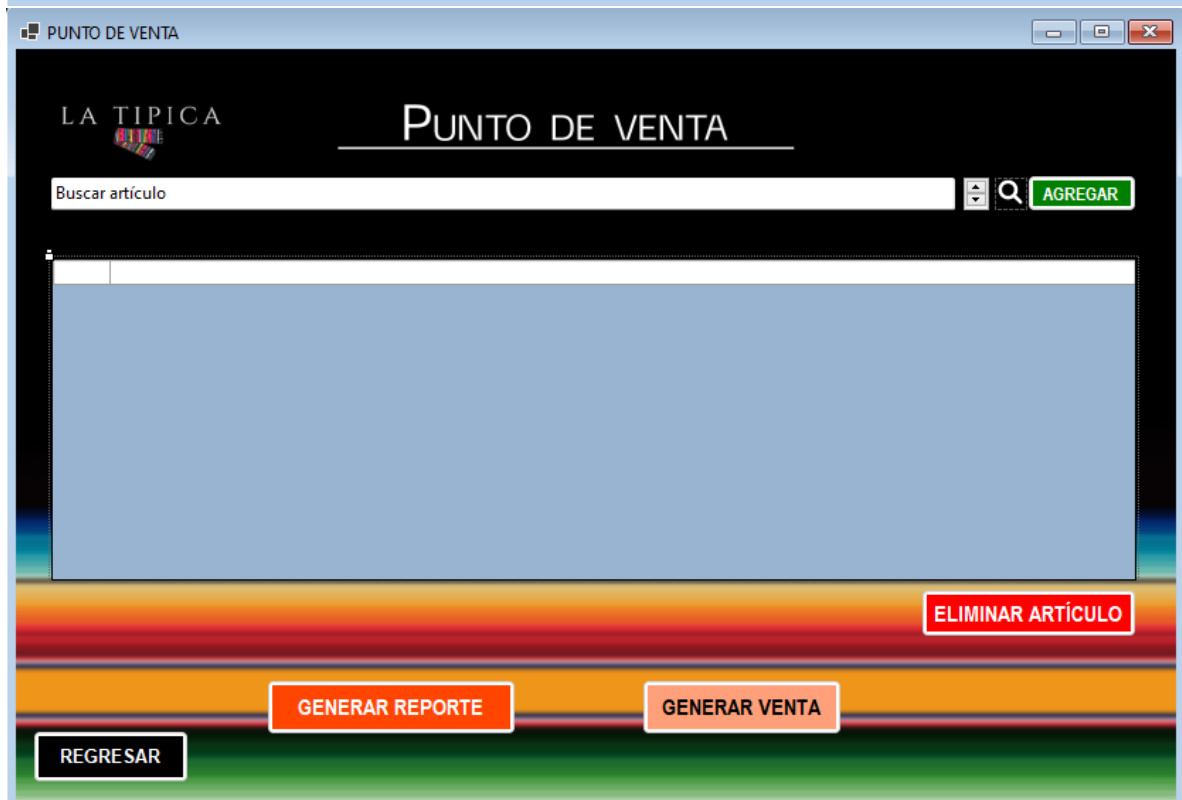 PUNTO DE VENTA
LA TIPICA
PUNTO DE VENTA
Buscar artículo
AGREGAR
ELIMINAR ARTÍCULO
GENERAR REPORTE
GENERAR VENTA
REGRESAR